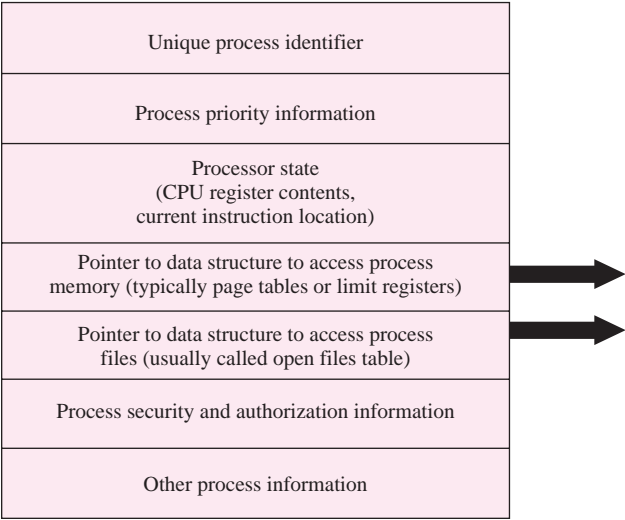 Unique process identifier
Process priority information
Processor state
(CPU register contents,
current instruction location)
Pointer to data structure to access process
memory (typically page tables or limit registers)
Pointer to data structure to access process
files (usually called open files table)
Process security and authorization information
Other process information